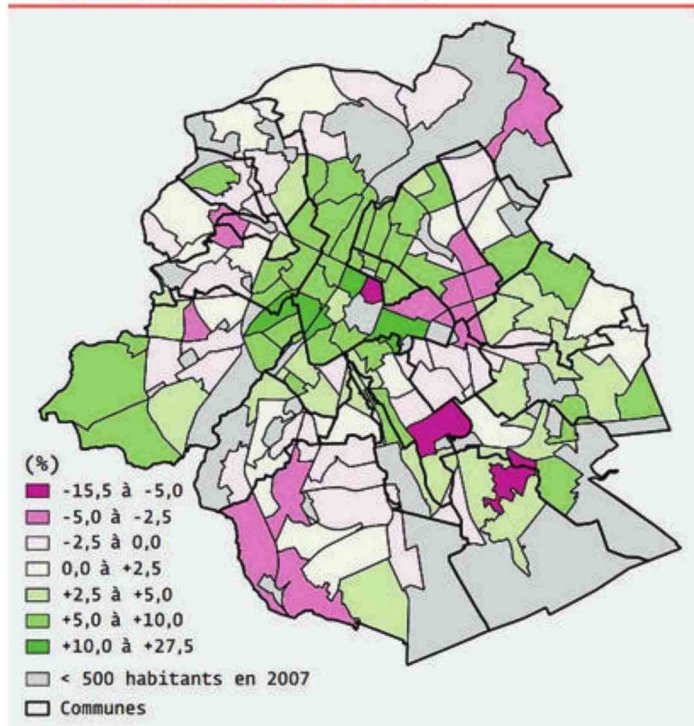 (%)
-15,5 à -5,0
-5,0 à -2,5
-2,5 à 0,0
0,0 à +2,5
+2,5 à +5,0
+5,0 à +10,0
+10,0 à +27,5
< 500 habitants en 2007
Communes